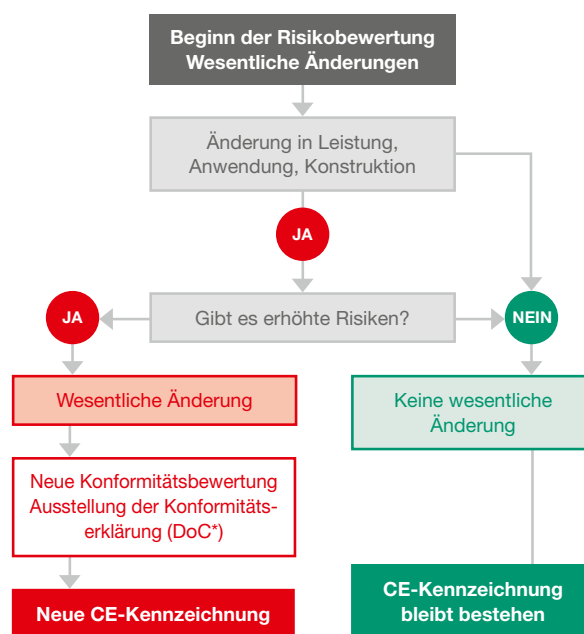 Beginn der Risikobewertung
Wesentliche Änderungen
Änderung in Leistung,
Anwendung, Konstruktion
JA
JA
Gibt es erhöhte Risiken?
NEIN
Wesentliche Änderung
Keine wesentliche
Änderung
Neue Konformitätsbewertung
Ausstellung der Konformitäts-
erklärung (DoC*)
Neue CE-Kennzeichnung
CE-Kennzeichnung
bleibt bestehen